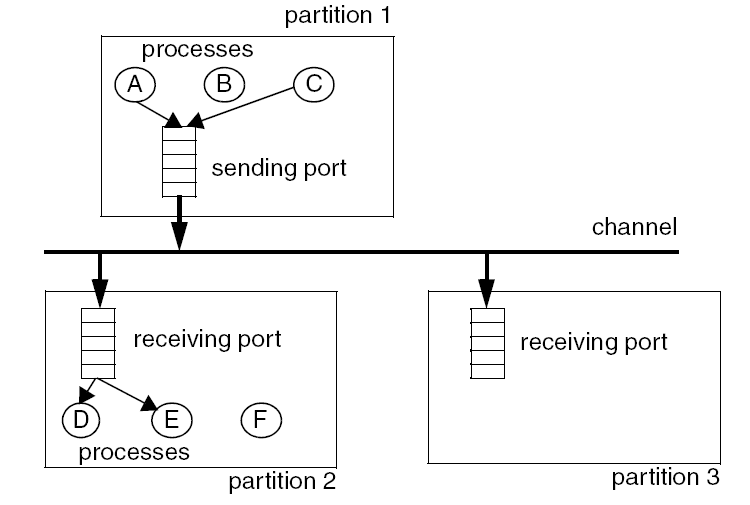 partition 1
processes
A
B
C
sending port
channel
receiving port
receiving port
D
E
F
processes
partition 2
partition 3